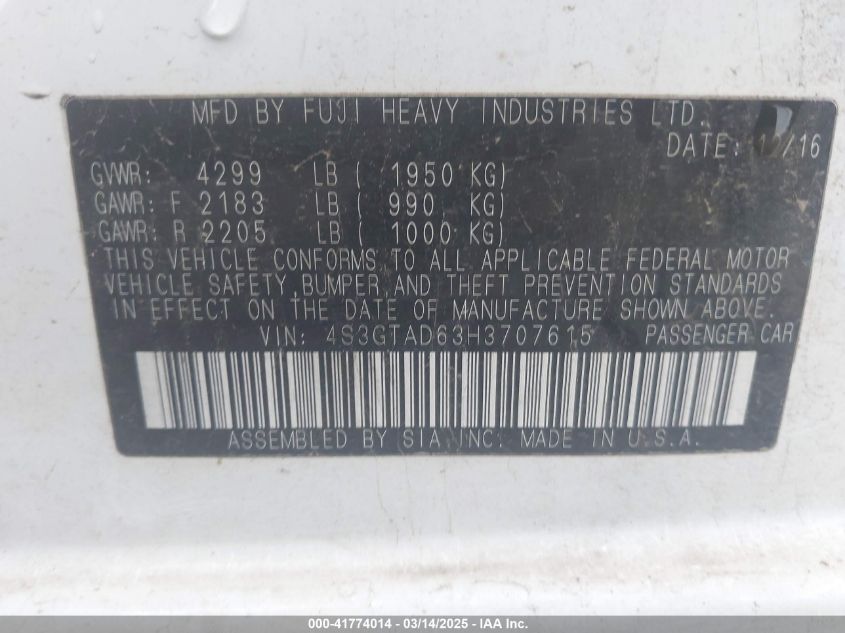 MFD BY FUJI HEAVY INDUSTRIES LTD.
DATE: 12/16
GVWR: 4299 LB ( 1950 KG)
GAWR: F 2183 LB ( 990 KG)
GAWR: R 2205 LB ( 1000 KG)
THIS VEHICLE CONFORMS TO ALL APPLICABLE FEDERAL MOTOR
VEHICLE SAFETY, BUMPER, AND THEFT PREVENTION STANDARDS
IN EFFECT ON THE DATE OF MANUFACTURE SHOWN ABOVE.
VIN: 4S3GTAD63H3707615 PASSENGER CAR
ASSEMBLED BY SIA, INC. MADE IN U.S.A.
000-41774014 — 03/14/2025 — IAA Inc.